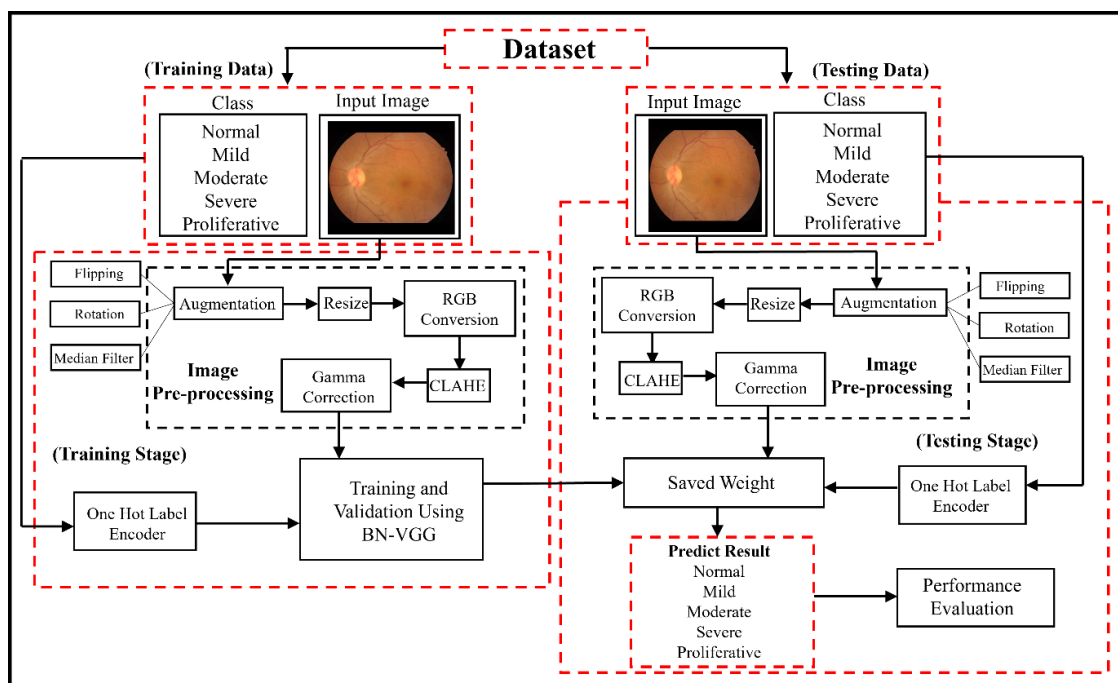 Dataset
(Training Data)
(Testing Data)
Class
Input Image
Normal
Mild
Moderate
Severe
Proliferative
Input Image
Class
Normal
Mild
Moderate
Severe
Proliferative
Flipping
Rotation
Median Filter
Augmentation
Resize
RGB
Conversion
CLAHE
Gamma
Correction
Image
Pre-processing
RGB
Conversion
Resize
Augmentation
Flipping
Rotation
Median Filter
CLAHE
Gamma
Correction
Image
Pre-processing
(Training Stage)
One Hot Label
Encoder
Training and
Validation Using
BN-VGG
(Testing Stage)
Saved Weight
One Hot Label
Encoder
Predict Result
Normal
Mild
Moderate
Severe
Proliferative
Performance
Evaluation